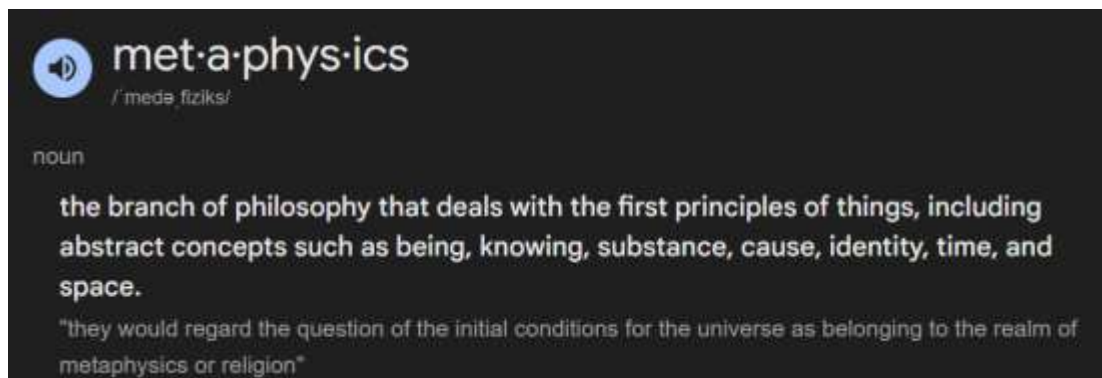 met·a·phys·ics
/ˈmedəˌfiziks/
noun
the branch of philosophy that deals with the first principles of things, including
abstract concepts such as being, knowing, substance, cause, identity, time, and
space.
"they would regard the question of the initial conditions for the universe as belonging to the realm of
metaphysics or religion"